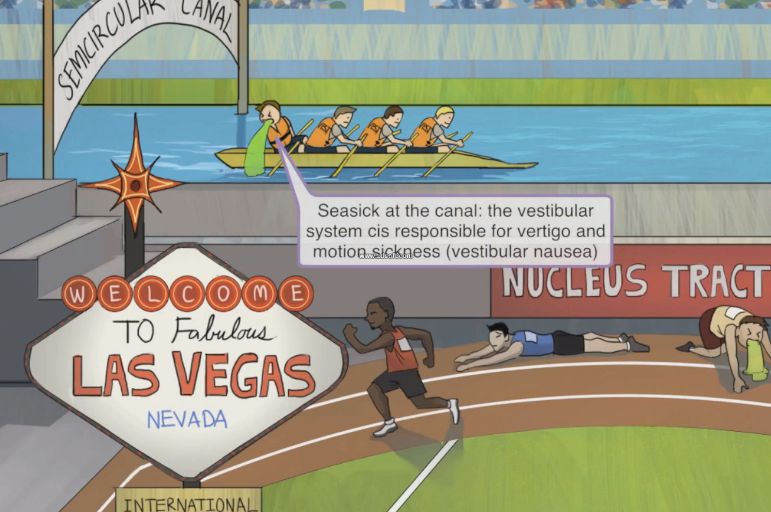 SEMICIRCULAR CANAL
Seasick at the canal: the vestibular
system cis responsible for vertigo and
motion sickness (vestibular nausea)
NUCLEUS TRACT
WELCOME
TO Fabulous
LAS VEGAS
NEVADA
INTERNATIONAL